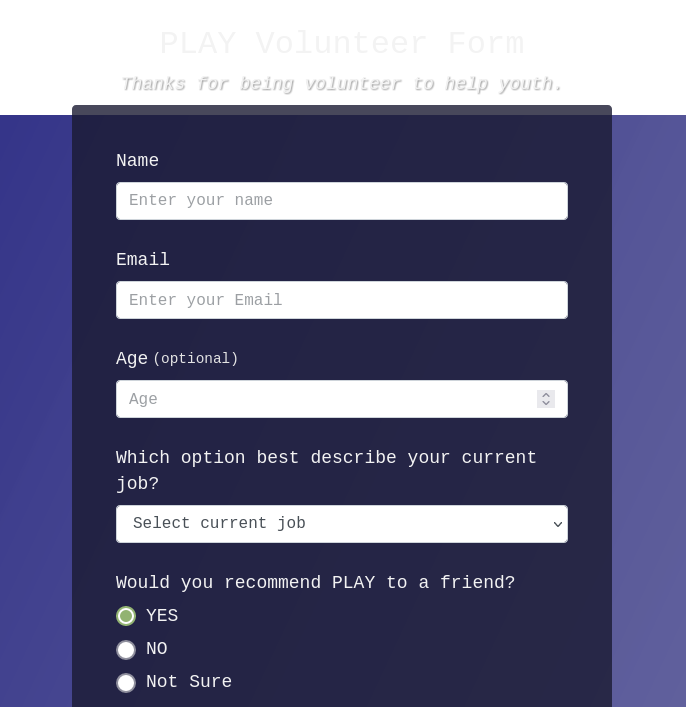 PLAY Volunteer Form
Thanks for being volunteer to help youth.
Name
Enter your name
Email
Enter your Email
Age (optional)
Age
Which option best describe your current
job?
Select current job
Would you recommend PLAY to a friend?
YES
NO
Not Sure